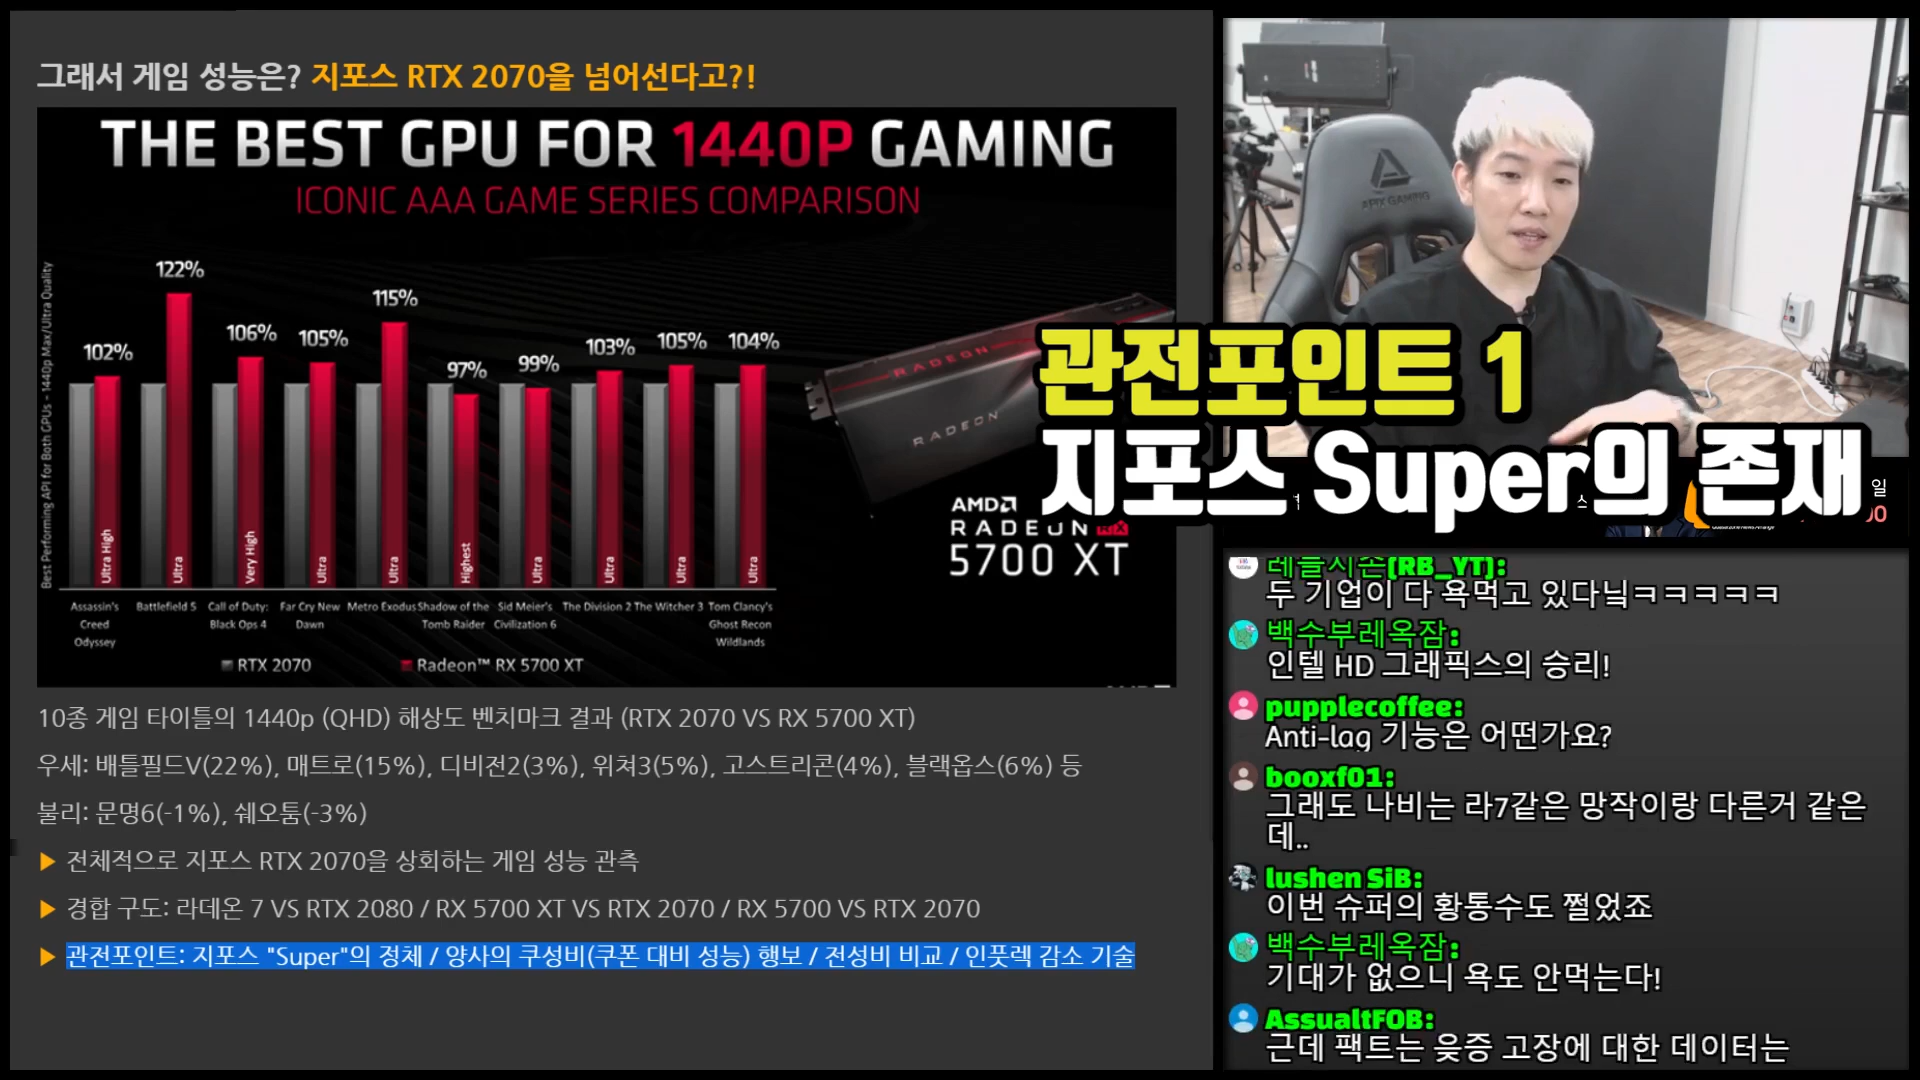 그래서 게임 성능은? 지포스 RTX 2070을 넘어선다고?!
THE BEST GPU FOR 1440P GAMING
ICONIC AAA GAME SERIES COMPARISON
Best Performing API for Both GPUs - 1440p Max/Ultra Quality
102%
122%
106%
105%
115%
97%
99%
103%
105%
104%
Ultra High
Ultra
Very High
Ultra
Ultra
Highest
Ultra
Ultra
Ultra
Ultra
Assassin's Creed Odyssey
Battlefield 5
Call of Duty: Black Ops 4
Far Cry New Dawn
Metro Exodus
Shadow of the Tomb Raider
Sid Meier's Civilization 6
The Division 2
The Witcher 3
Tom Clancy's Ghost Recon Wildlands
RTX 2070
Radeon™ RX 5700 XT
RADEON
RADEON
AMD
RADEON RX
5700 XT
APIX GAMING
관전포인트 1
지포스 Super의 존재
일
10종 게임 타이틀의 1440p (QHD) 해상도 벤치마크 결과 (RTX 2070 VS RX 5700 XT)
우세: 배틀필드V(22%), 매트로(15%), 디비전2(3%), 위쳐3(5%), 고스트리콘(4%), 블랙옵스(6%) 등
불리: 문명6(-1%), 쉐오툼(-3%)
▶ 전체적으로 지포스 RTX 2070을 상회하는 게임 성능 관측
▶ 경합 구도: 라데온 7 VS RTX 2080 / RX 5700 XT VS RTX 2070 / RX 5700 VS RTX 2070
▶ 관전포인트: 지포스 "Super"의 정체 / 양사의 쿠성비(쿠폰 대비 성능) 행보 / 전성비 비교 / 인풋렉 감소 기술
레들시존(RB_YT):
두 기업이 다 욕먹고 있다닠ㅋㅋㅋㅋㅋ
백수부레옥잠:
인텔 HD 그래픽스의 승리!
pupplecoffee:
Anti-lag 기능은 어떤가요?
booxf01:
그래도 나비는 라7같은 망작이랑 다른거 같은
데..
lushen SiB:
이번 슈퍼의 황통수도 쩔었죠
백수부레옥잠:
기대가 없으니 욕도 안먹는다!
AssualtFOB:
근데 팩트는 읒증 고장에 대한 데이터는